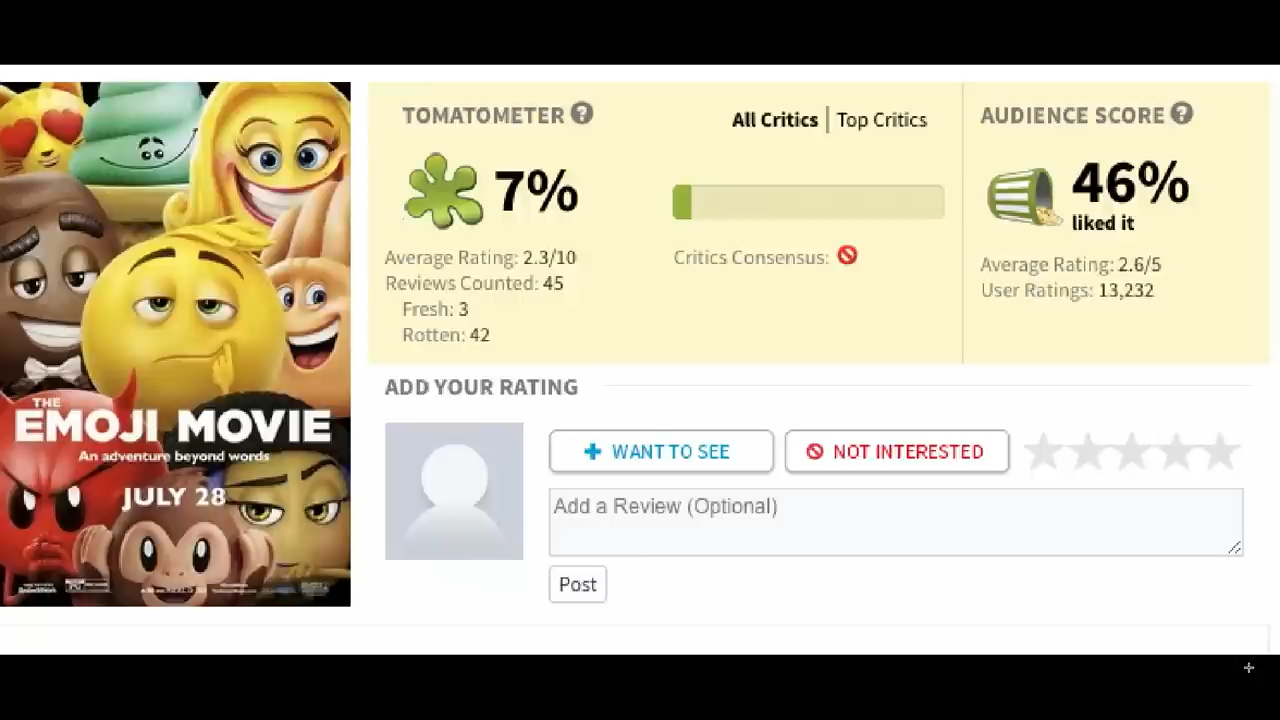 THE
EMOJI MOVIE
An adventure beyond words
JULY 28
TOMATOMETER ?
All Critics | Top Critics
7%
Average Rating: 2.3/10
Reviews Counted: 45
Fresh: 3
Rotten: 42
Critics Consensus:
AUDIENCE SCORE ?
46%
liked it
Average Rating: 2.6/5
User Ratings: 13,232
ADD YOUR RATING
+ WANT TO SEE
NOT INTERESTED
Add a Review (Optional)
Post